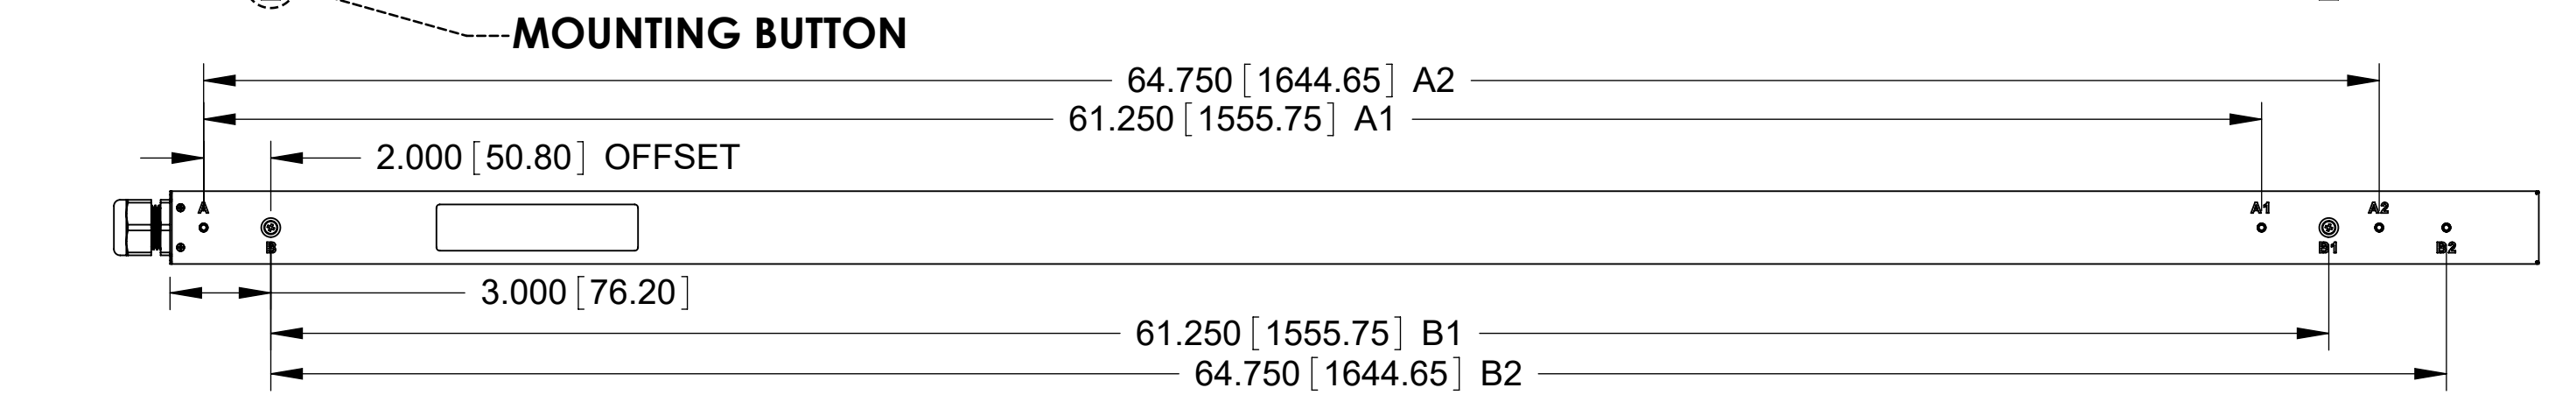 MOUNTING BUTTON
64.750 [1644.65] A2
61.250 [1555.75] A1
2.000 [50.80] OFFSET
A A1 A2
B B1 B2
3.000 [76.20]
61.250 [1555.75] B1
64.750 [1644.65] B2